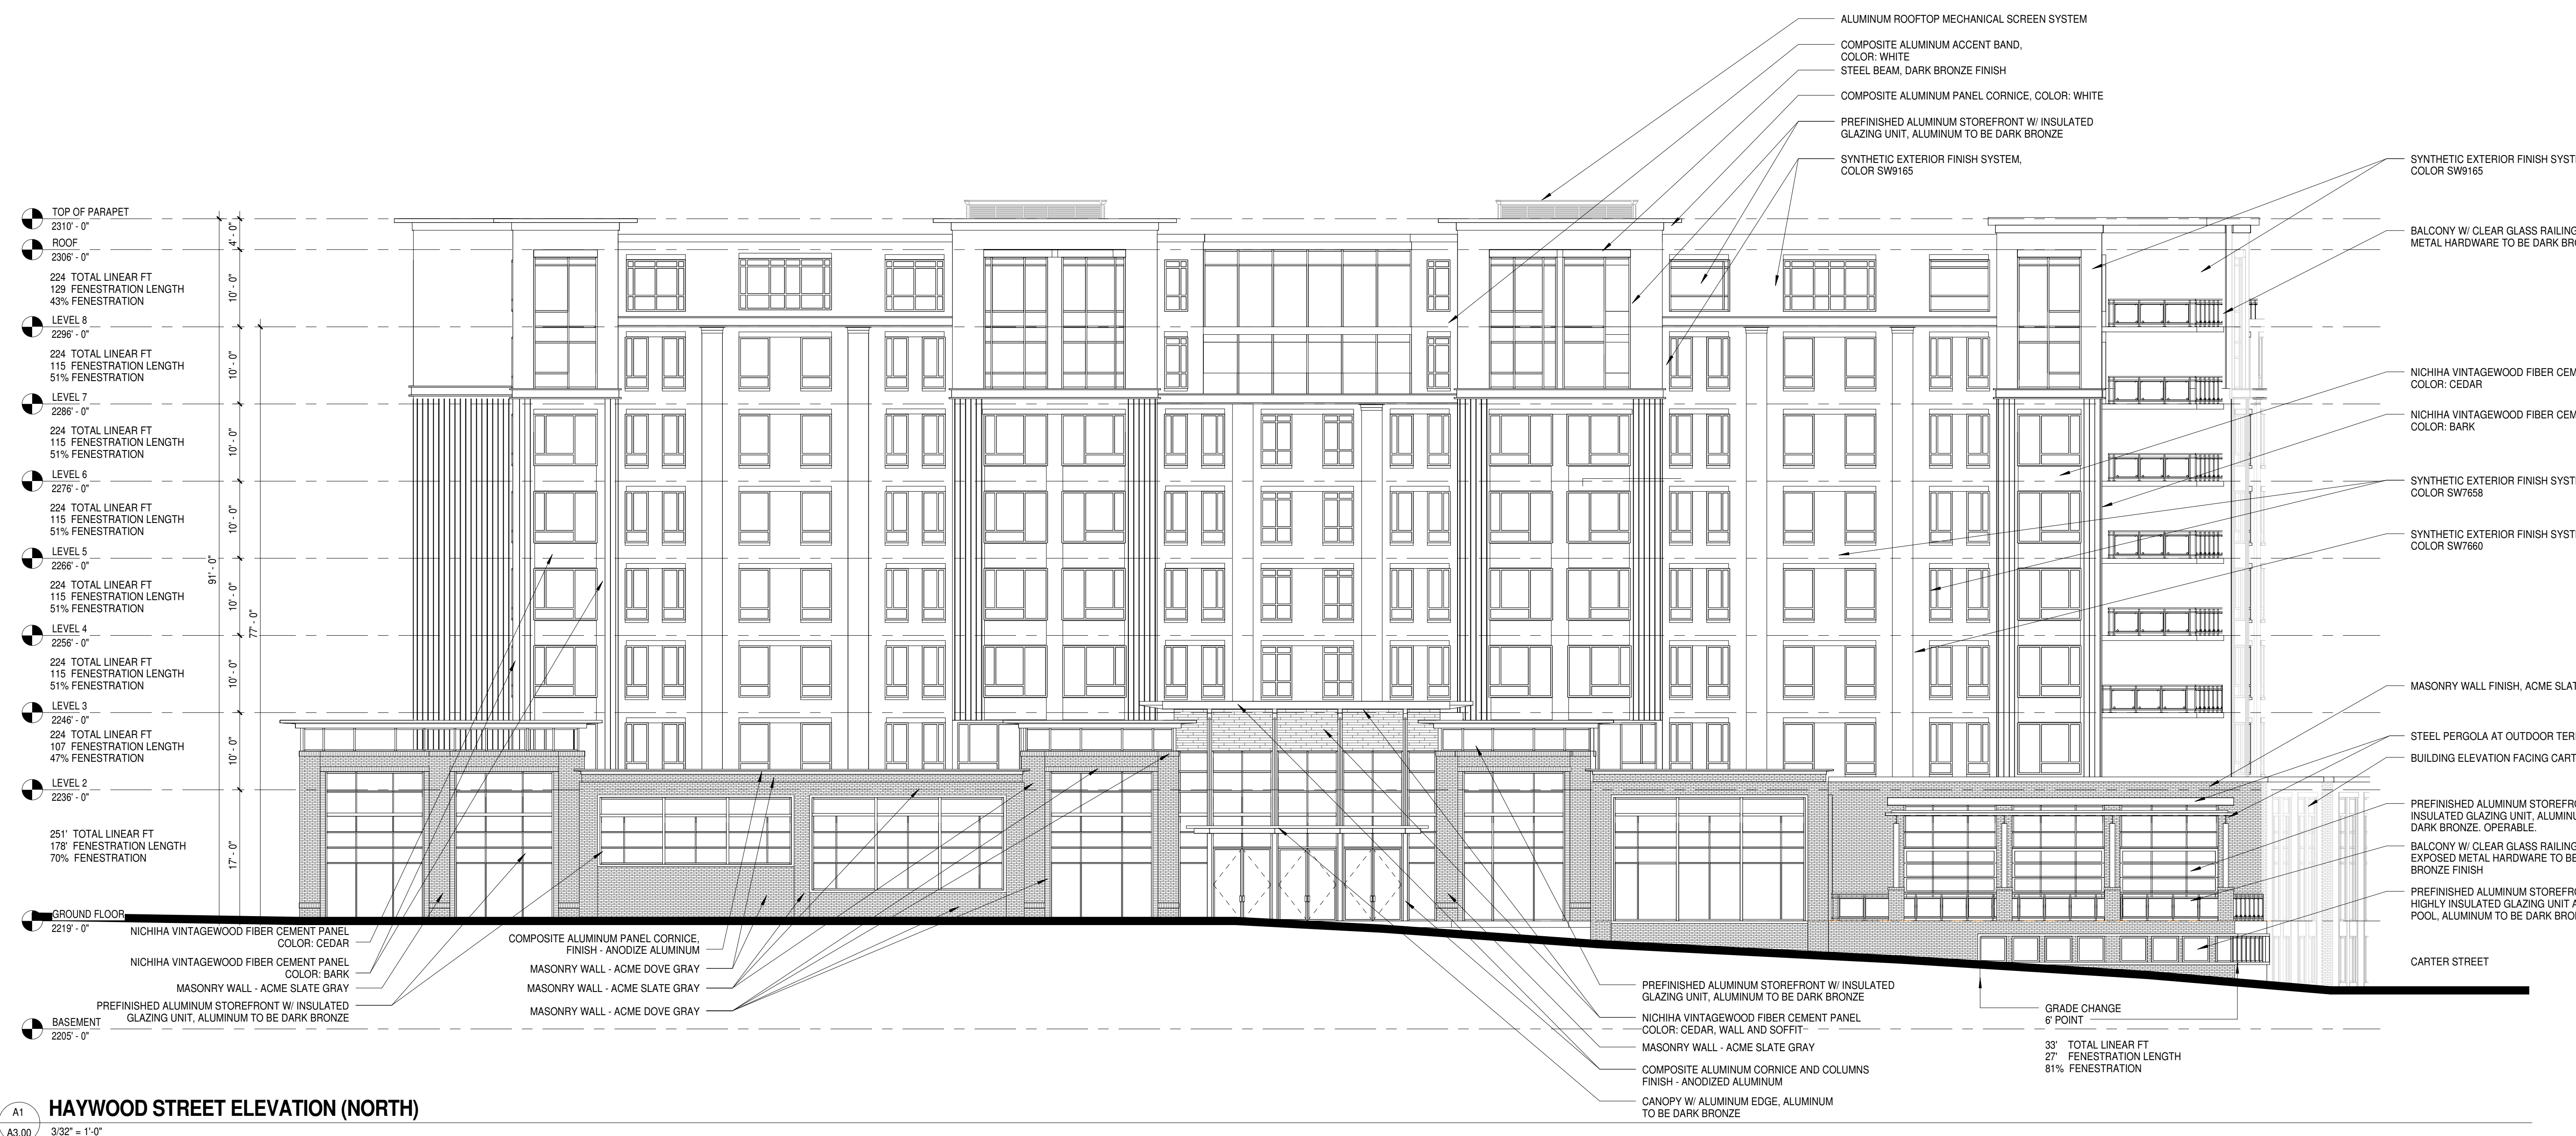 ALUMINUM ROOFTOP MECHANICAL SCREEN SYSTEM
COMPOSITE ALUMINUM ACCENT BAND,
COLOR: WHITE
STEEL BEAM, DARK BRONZE FINISH
COMPOSITE ALUMINUM PANEL CORNICE, COLOR: WHITE
PREFINISHED ALUMINUM STOREFRONT W/ INSULATED
GLAZING UNIT, ALUMINUM TO BE DARK BRONZE
SYNTHETIC EXTERIOR FINISH SYSTEM,
COLOR SW9165
TOP OF PARAPET
2310' - 0"
ROOF
2306' - 0"
224 TOTAL LINEAR FT
129 FENESTRATION LENGTH
43% FENESTRATION
LEVEL 8
2296' - 0"
224 TOTAL LINEAR FT
115 FENESTRATION LENGTH
51% FENESTRATION
LEVEL 7
2286' - 0"
224 TOTAL LINEAR FT
115 FENESTRATION LENGTH
51% FENESTRATION
LEVEL 6
2276' - 0"
224 TOTAL LINEAR FT
115 FENESTRATION LENGTH
51% FENESTRATION
LEVEL 5
2266' - 0"
224 TOTAL LINEAR FT
115 FENESTRATION LENGTH
51% FENESTRATION
LEVEL 4
2256' - 0"
224 TOTAL LINEAR FT
115 FENESTRATION LENGTH
51% FENESTRATION
LEVEL 3
2246' - 0"
224 TOTAL LINEAR FT
107 FENESTRATION LENGTH
47% FENESTRATION
LEVEL 2
2236' - 0"
251' TOTAL LINEAR FT
178' FENESTRATION LENGTH
70% FENESTRATION
GROUND FLOOR
2219' - 0"
BASEMENT
2205' - 0"
4' - 0"
10' - 0"
10' - 0"
10' - 0"
10' - 0"
10' - 0"
10' - 0"
10' - 0"
17' - 0"
91' - 0"
77' - 0"
NICHIHA VINTAGEWOOD FIBER CEMENT PANEL
COLOR: CEDAR
NICHIHA VINTAGEWOOD FIBER CEMENT PANEL
COLOR: BARK
MASONRY WALL - ACME SLATE GRAY
PREFINISHED ALUMINUM STOREFRONT W/ INSULATED
GLAZING UNIT, ALUMINUM TO BE DARK BRONZE
COMPOSITE ALUMINUM PANEL CORNICE,
FINISH - ANODIZE ALUMINUM
MASONRY WALL - ACME DOVE GRAY
MASONRY WALL - ACME SLATE GRAY
MASONRY WALL - ACME DOVE GRAY
PREFINISHED ALUMINUM STOREFRONT W/ INSULATED
GLAZING UNIT, ALUMINUM TO BE DARK BRONZE
NICHIHA VINTAGEWOOD FIBER CEMENT PANEL
COLOR: CEDAR, WALL AND SOFFIT
MASONRY WALL - ACME SLATE GRAY
COMPOSITE ALUMINUM CORNICE AND COLUMNS
FINISH - ANODIZED ALUMINUM
CANOPY W/ ALUMINUM EDGE, ALUMINUM
TO BE DARK BRONZE
GRADE CHANGE
6' POINT
33' TOTAL LINEAR FT
27' FENESTRATION LENGTH
81% FENESTRATION
SYNTHETIC EXTERIOR FINISH
COLOR SW9165
BALCONY W/ CLEAR GLASS RAILING
METAL HARDWARE TO BE DARK
NICHIHA VINTAGEWOOD FIBER
COLOR: CEDAR
NICHIHA VINTAGEWOOD FIBER
COLOR: BARK
SYNTHETIC EXTERIOR FINISH
COLOR SW7658
SYNTHETIC EXTERIOR FINISH
COLOR SW7660
MASONRY WALL FINISH, ACME
STEEL PERGOLA AT OUTDOOR
BUILDING ELEVATION FACING
PREFINISHED ALUMINUM
INSULATED GLAZING UNIT,
DARK BRONZE. OPERABLE.
BALCONY W/ CLEAR GLASS RAILING
EXPOSED METAL HARDWARE TO BE
BRONZE FINISH
PREFINISHED ALUMINUM
HIGHLY INSULATED GLAZING UNIT
POOL, ALUMINUM TO BE DARK
CARTER STREET
A1
A3.00
HAYWOOD STREET ELEVATION (NORTH)
3/32" = 1'-0"